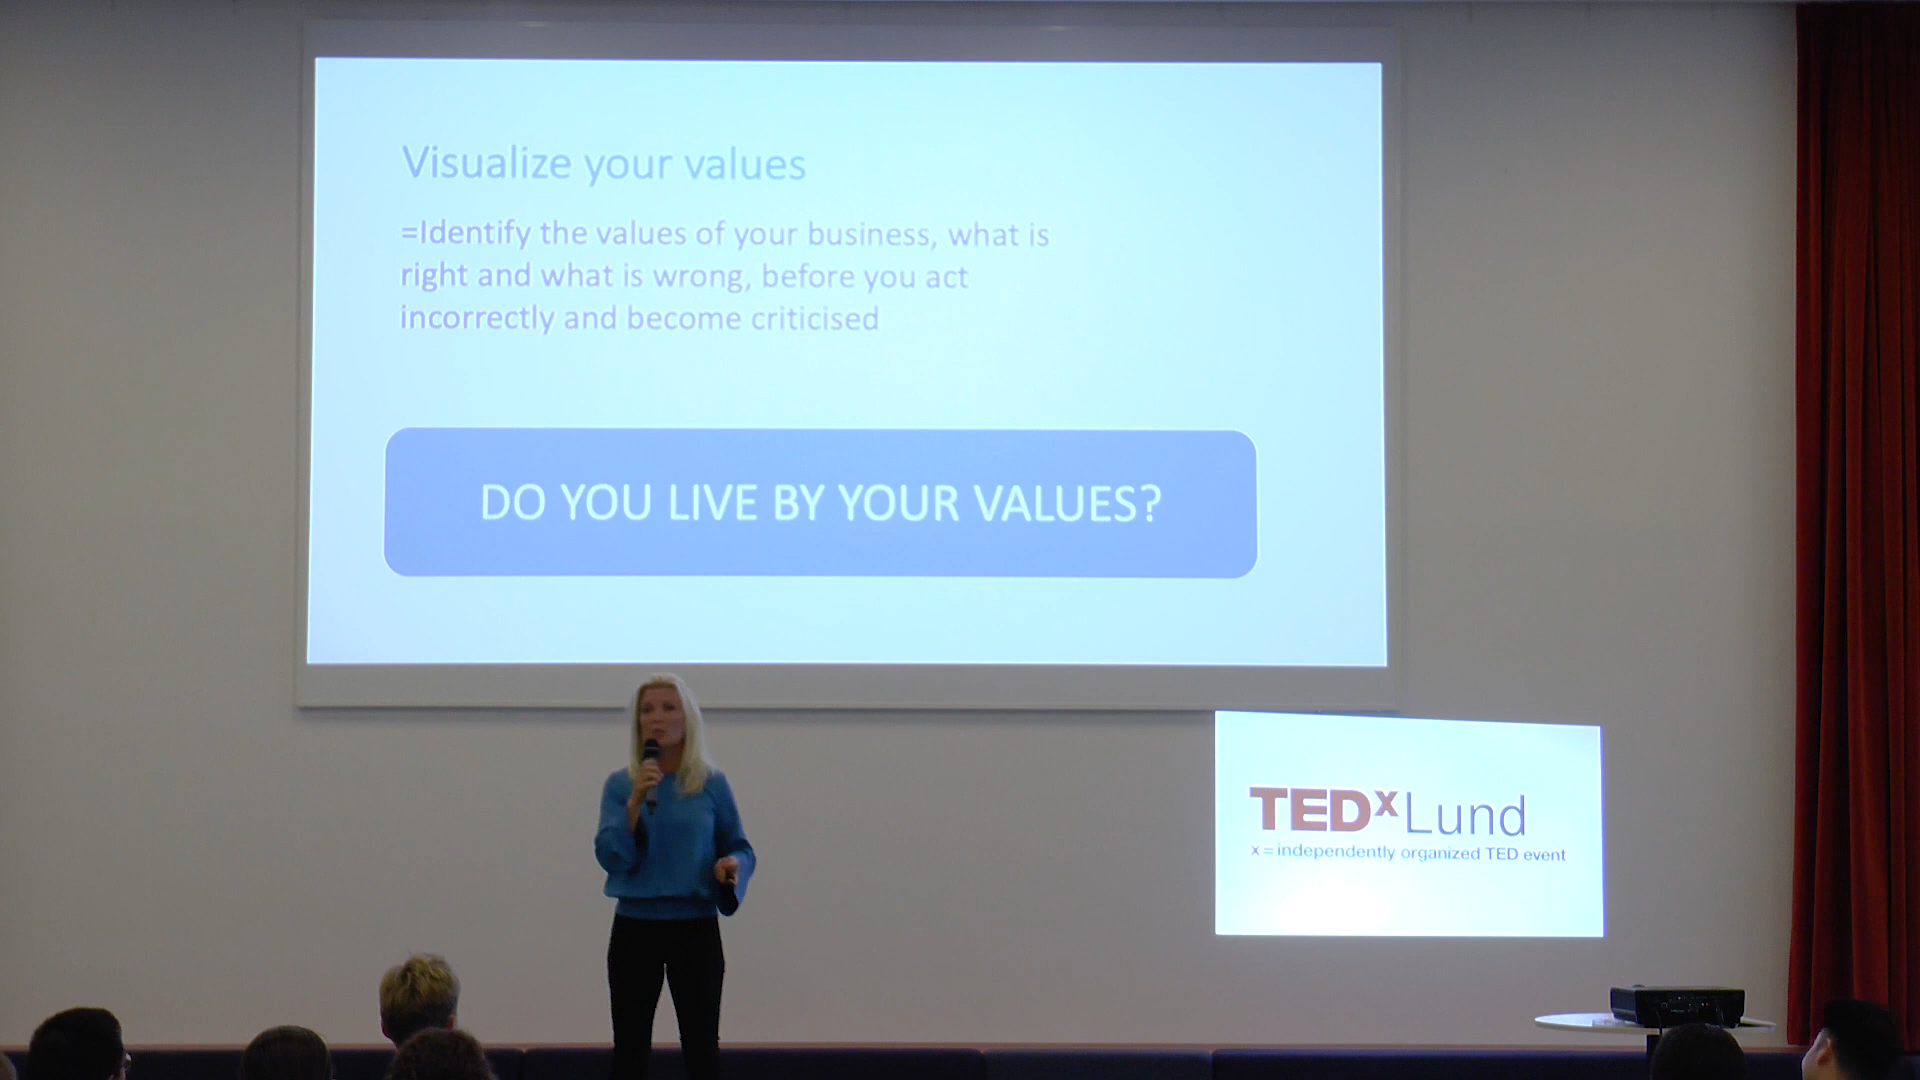 Visualize your values
=Identify the values of your business, what is
right and what is wrong, before you act
incorrectly and become criticised
DO YOU LIVE BY YOUR VALUES?
TEDxLund
x = independently organized TED event